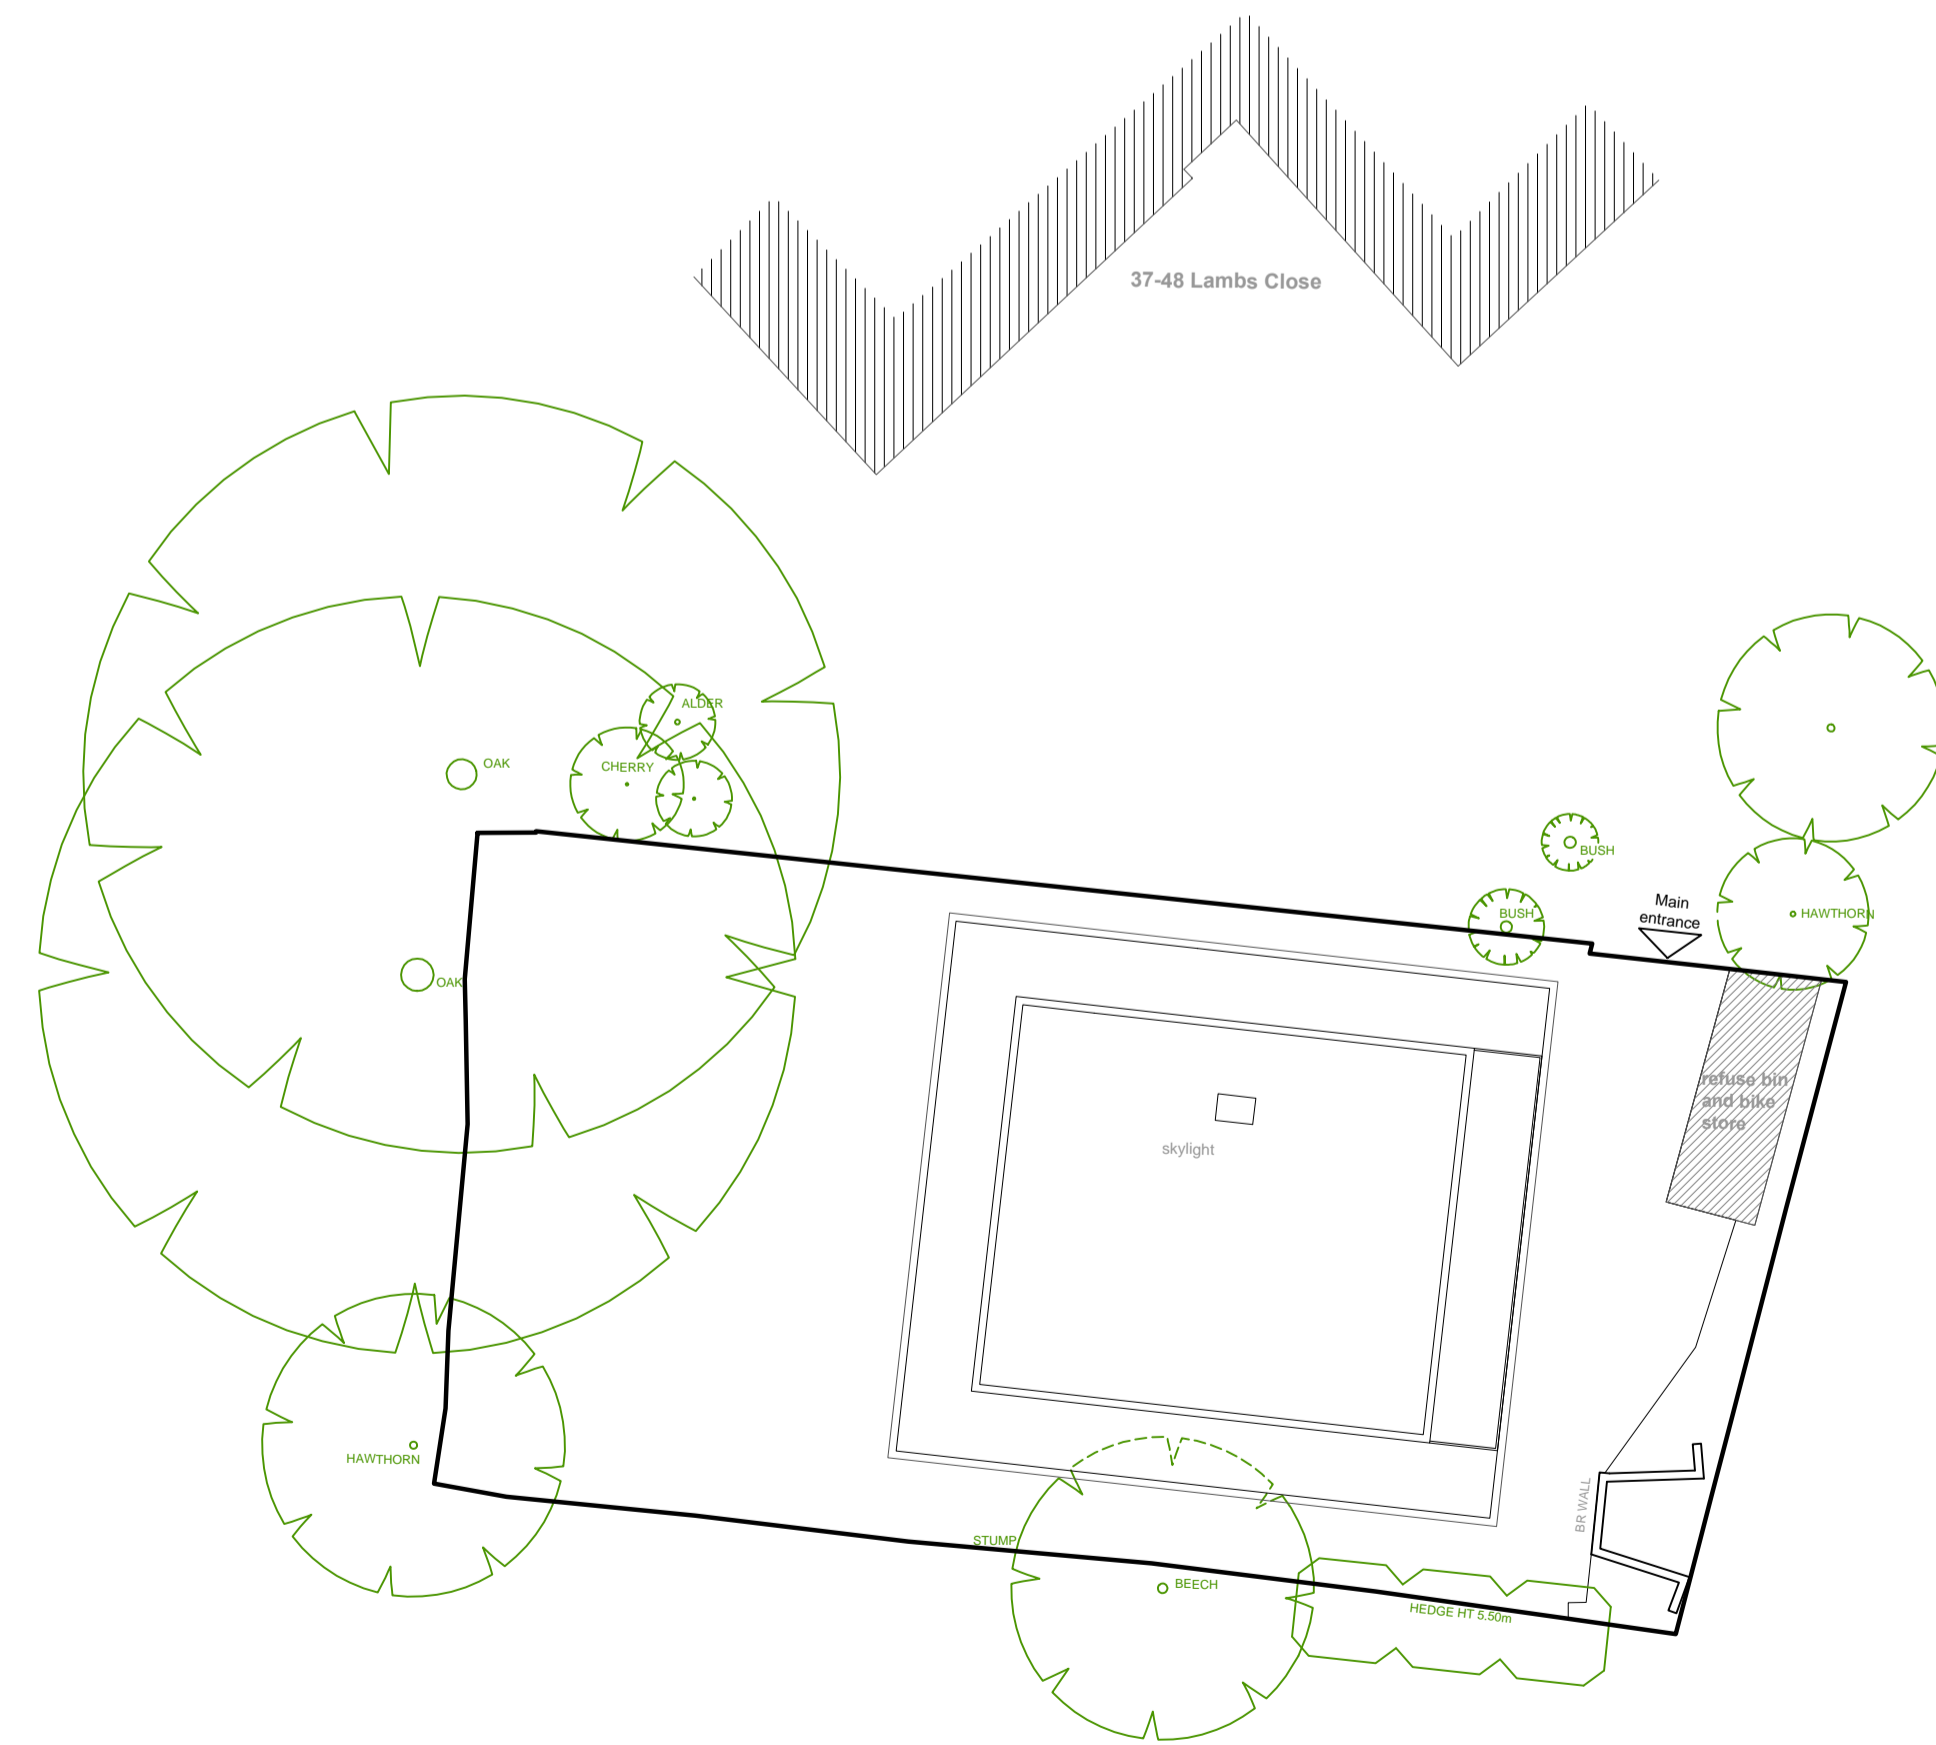 37-48 Lambs Close
ALDER
OAK
CHERRY
BUSH
Main
entrance
BUSH
HAWTHORN
OAK
refuse bin
and bike
store
skylight
HAWTHORN
BR WALL
STUMP
BEECH
HEDGE HT 5.50m